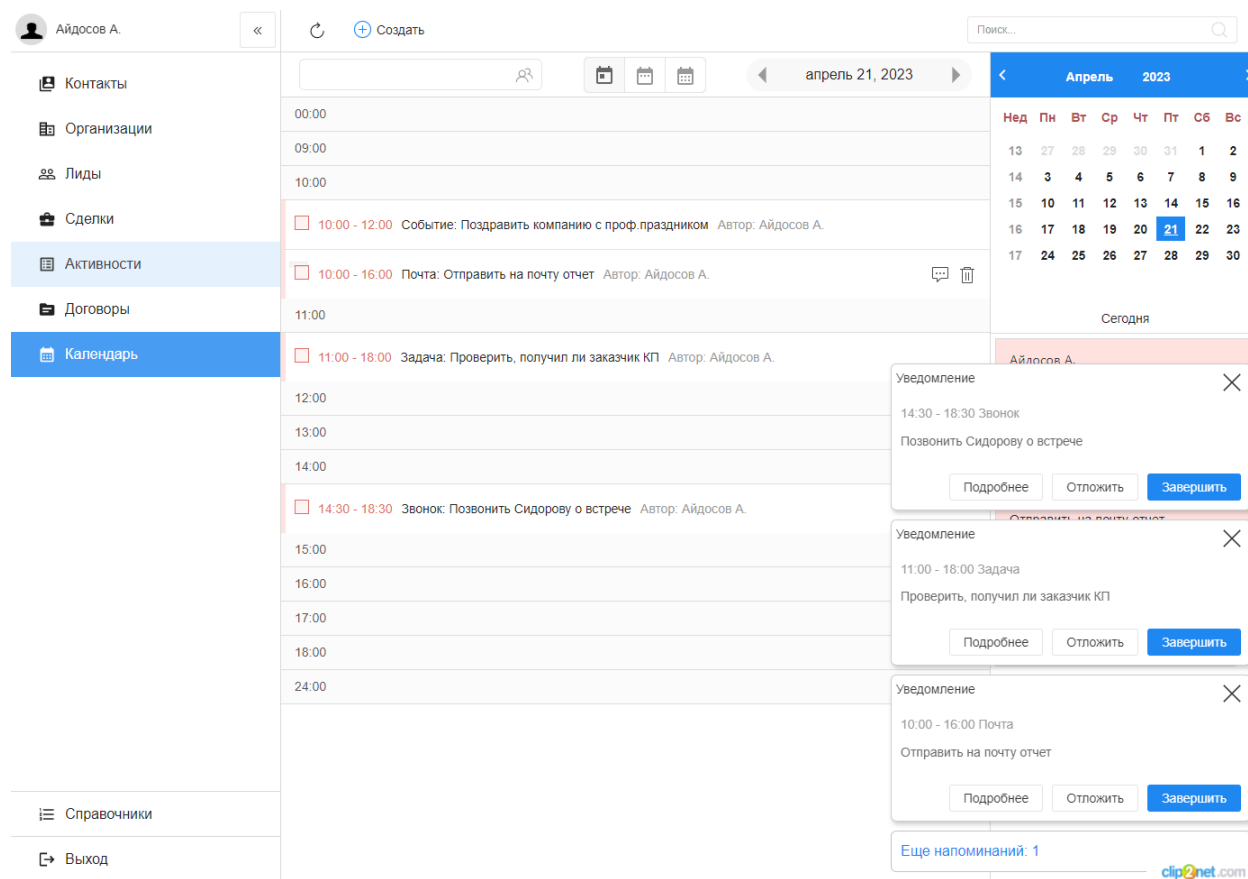 Айдосов А.
«
Создать
Поиск...
Контакты
Организации
Лиды
Сделки
Активности
Договоры
Календарь
Справочники
Выход
апрель 21, 2023
00:00
09:00
10:00
10:00 - 12:00 Событие: Поздравить компанию с проф.праздником Автор: Айдосов А.
10:00 - 16:00 Почта: Отправить на почту отчет Автор: Айдосов А.
11:00
11:00 - 18:00 Задача: Проверить, получил ли заказчик КП Автор: Айдосов А.
12:00
13:00
14:00
14:30 - 18:30 Звонок: Позвонить Сидорову о встрече Автор: Айдосов А.
15:00
16:00
17:00
18:00
24:00
Апрель 2023
Нед Пн Вт Ср Чт Пт Сб Вс
13 27 28 29 30 31 1 2
14 3 4 5 6 7 8 9
15 10 11 12 13 14 15 16
16 17 18 19 20 21 22 23
17 24 25 26 27 28 29 30
Сегодня
Айдосов А.
Уведомление
14:30 - 18:30 Звонок
Позвонить Сидорову о встрече
Подробнее Отложить Завершить
Отправить на почту отчет
Уведомление
11:00 - 18:00 Задача
Проверить, получил ли заказчик КП
Подробнее Отложить Завершить
Уведомление
10:00 - 16:00 Почта
Отправить на почту отчет
Подробнее Отложить Завершить
Еще напоминаний: 1
clip2net.com